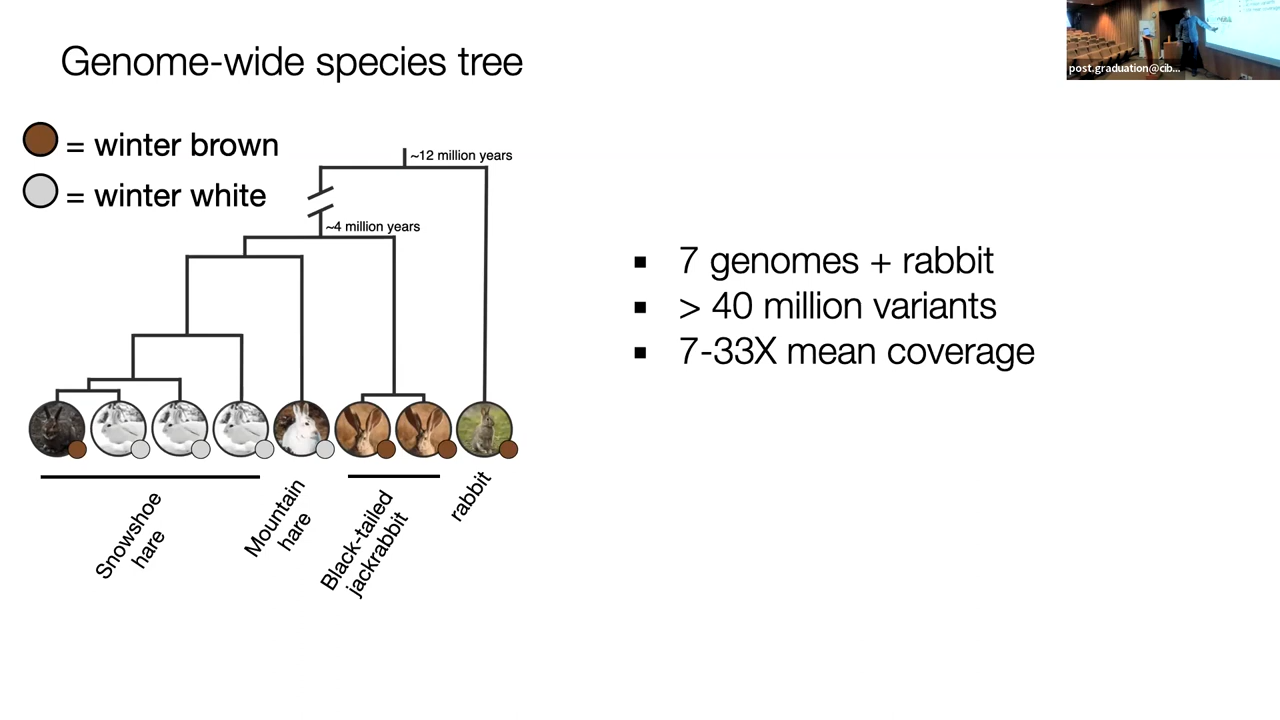 Genome-wide species tree
post.graduation@cib...
= winter brown
= winter white
~12 million years
~4 million years
▪ 7 genomes + rabbit
▪ > 40 million variants
▪ 7-33X mean coverage
Snowshoe
hare
Mountain
hare
Black-tailed
jackrabbit
rabbit